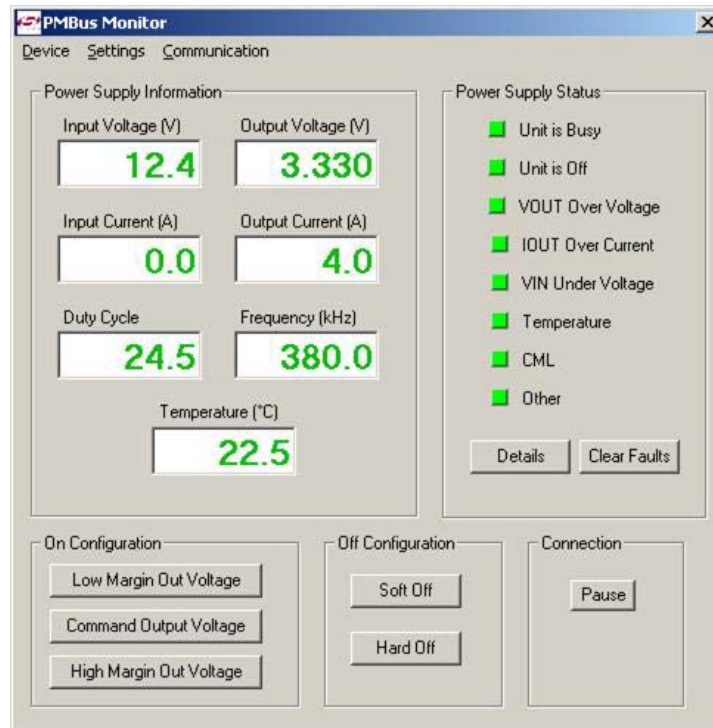 PMBus Monitor
Device Settings Communication
Power Supply Information
Input Voltage (V)
12.4
Output Voltage (V)
3.330
Input Current (A)
0.0
Output Current (A)
4.0
Duty Cycle
24.5
Frequency (kHz)
380.0
Temperature (°C)
22.5
Power Supply Status
Unit is Busy
Unit is Off
VOUT Over Voltage
IOUT Over Current
VIN Under Voltage
Temperature
CML
Other
Details
Clear Faults
On Configuration
Low Margin Out Voltage
Command Output Voltage
High Margin Out Voltage
Off Configuration
Soft Off
Hard Off
Connection
Pause